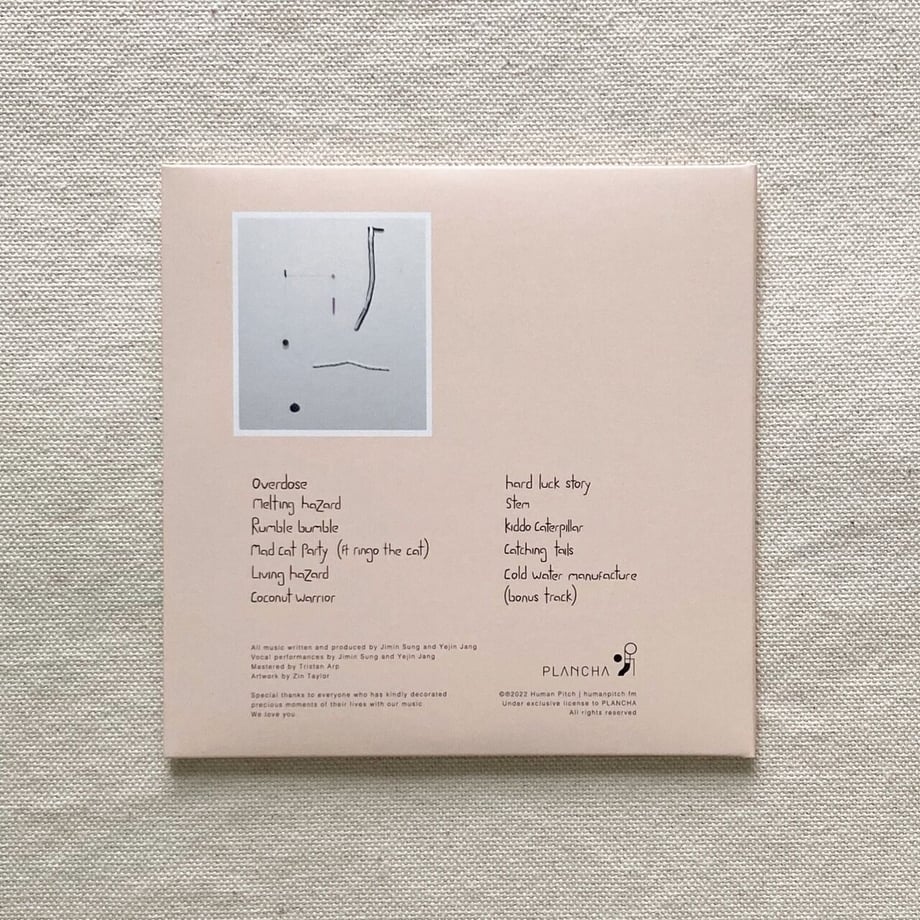 Overdose
Melting hazard
Rumble bumble
Mad cat Party (ft ringo the cat)
Living hazard
Coconut warrior
hard luck story
Stem
kiddo caterpillar
Catching tails
Cold water manufacture
(bonus track)
All music written and produced by Jimin Sung and Yejin Jang
Vocal performances by Jimin Sung and Yejin Jang
Mastered by Tristan Arp
Artwork by Zin Taylor
Special thanks to everyone who has kindly decorated
precious moments of their lives with our music
We love you
PLANCHA
©℗2022 Human Pitch | humanpitch.fm
Under exclusive license to PLANCHA
All rights reserved